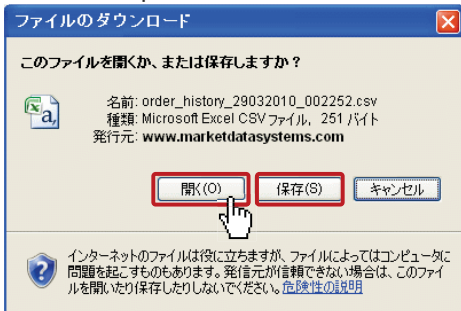 ファイルのダウンロード
このファイルを開くか、または保存しますか？
名前: order_history_29032010_002252.csv
種類: Microsoft Excel CSV ファイル, 251 バイト
発行元: www.marketdatasystems.com
開く(O)
保存(S)
キャンセル
インターネットのファイルは役に立ちますが、ファイルによってはコンピュータに
問題を起こすものもあります。発信元が信頼できない場合は、このファイ
ルを開いたり保存したりしないでください。危険性の説明